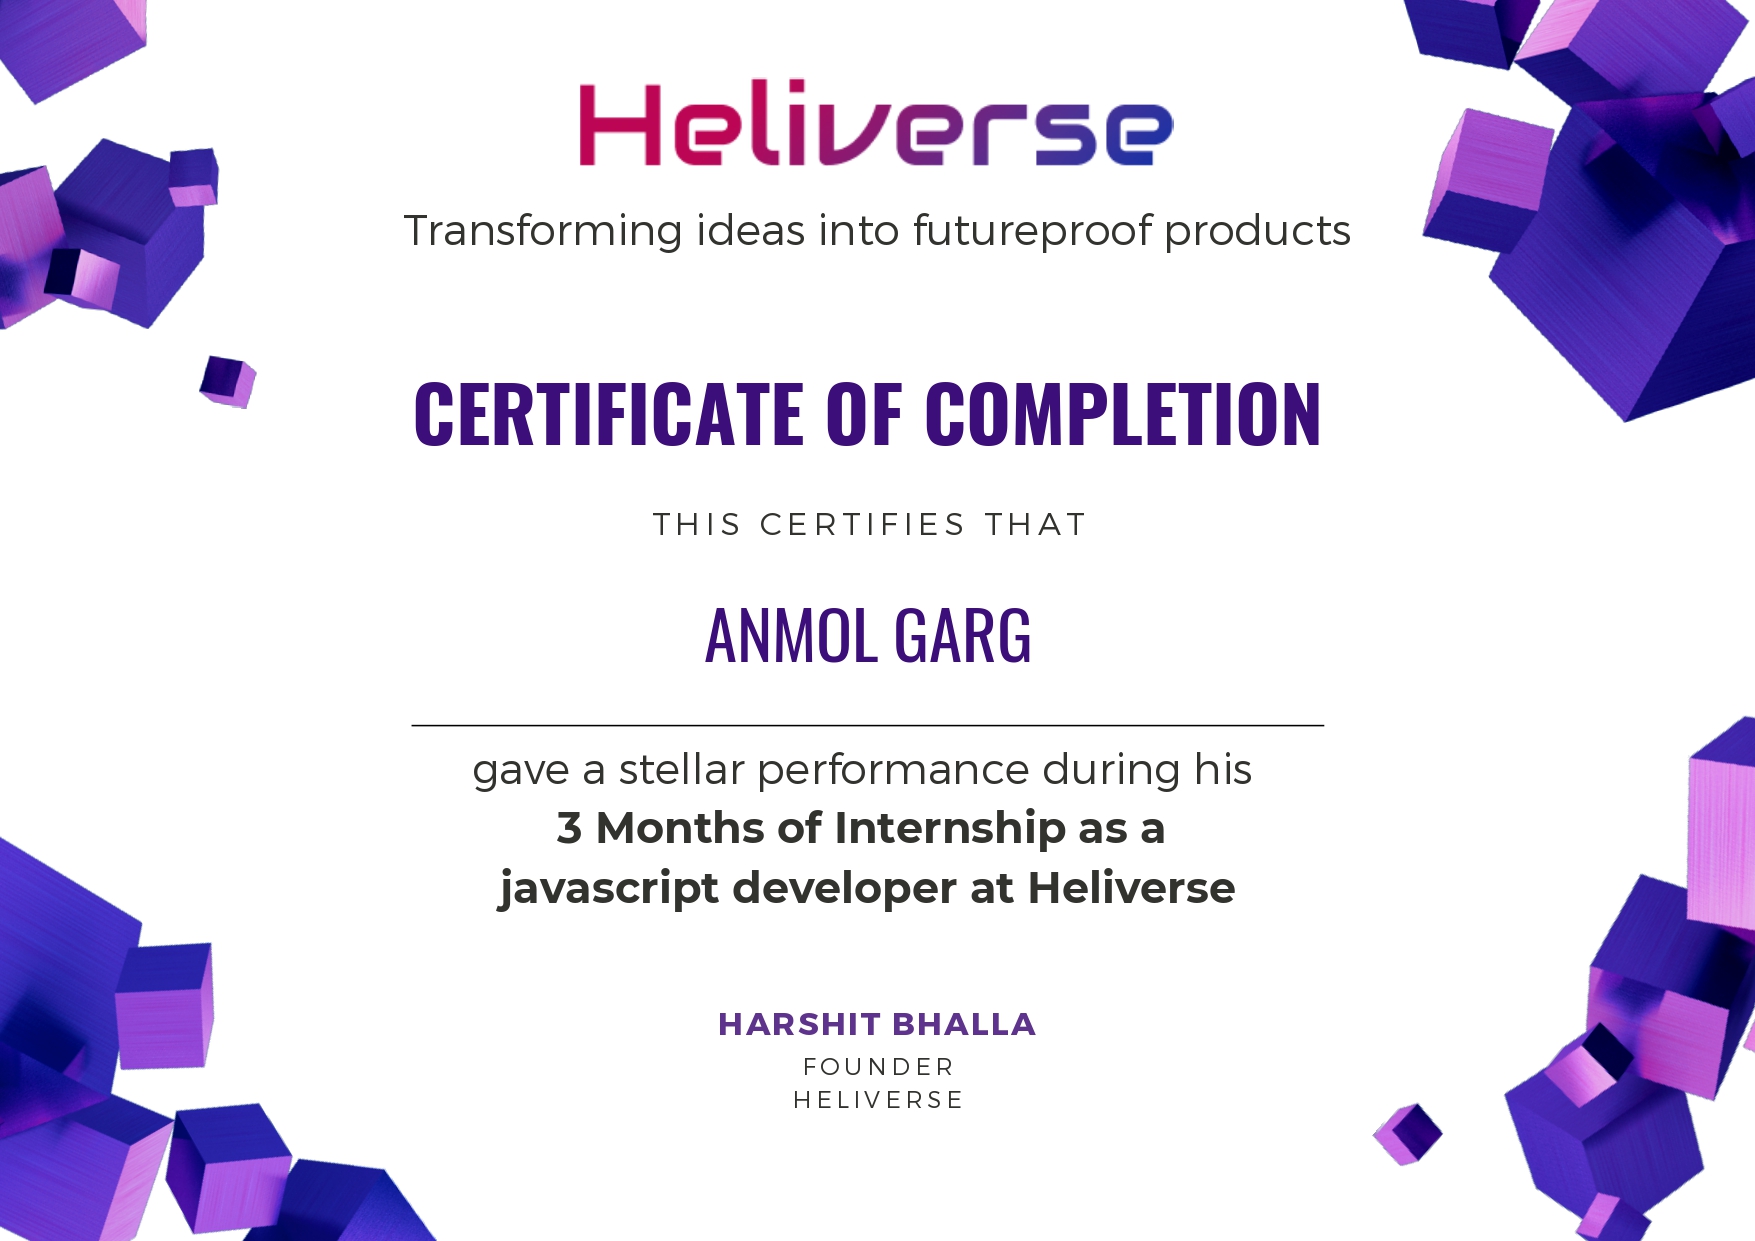 Heliverse
Transforming ideas into futureproof products
CERTIFICATE OF COMPLETION
THIS CERTIFIES THAT
ANMOL GARG
gave a stellar performance during his
3 Months of Internship as a
javascript developer at Heliverse
HARSHIT BHALLA
FOUNDER
HELIVERSE